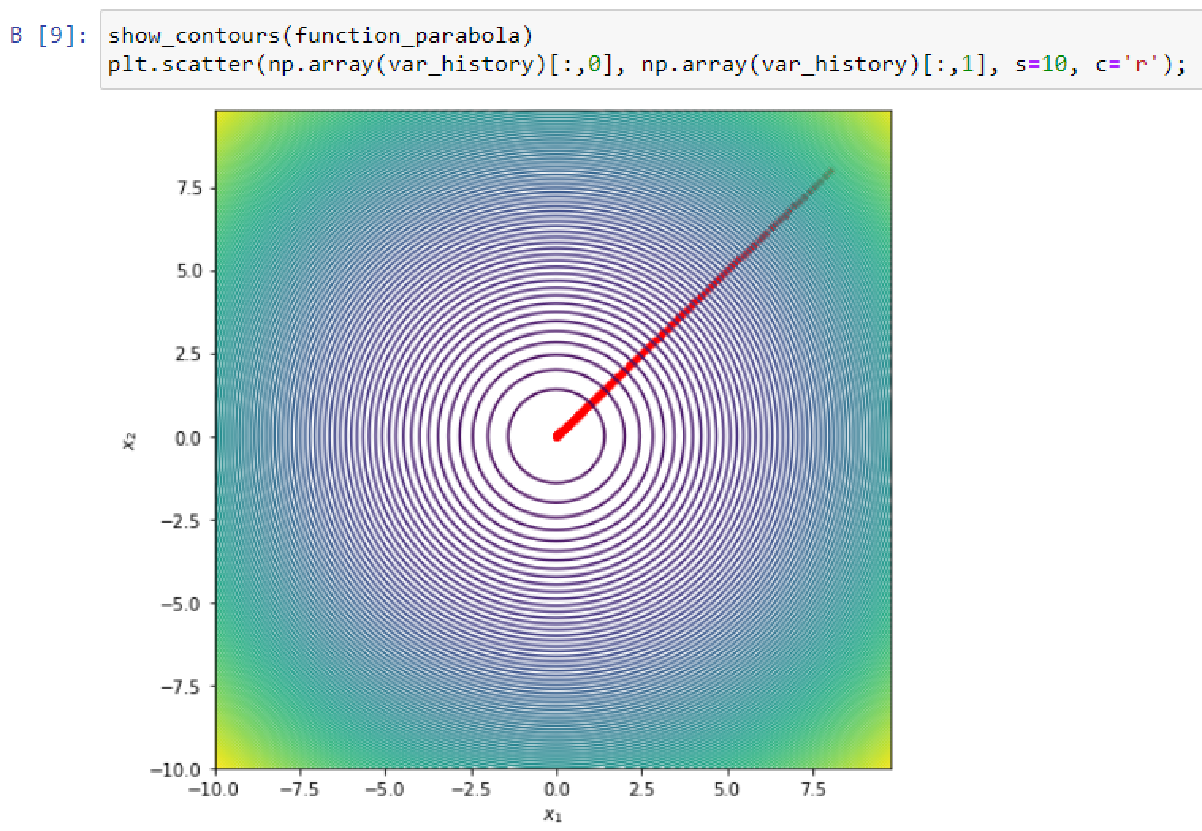 В [9]: show_contours(function_parabola)
plt.scatter(np.array(var_history)[:,0], np.array(var_history)[:,1], s=10, c='r');
7.5
5.0
2.5
0.0
−2.5
−5.0
−7.5
−10.0
x₂
−10.0 −7.5 −5.0 −2.5 0.0 2.5 5.0 7.5
x₁